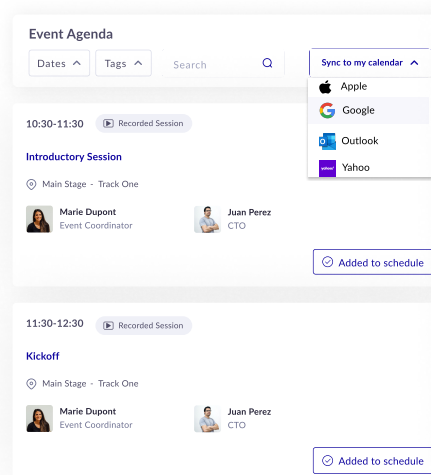 Event Agenda
Dates
Tags
Search
Sync to my calendar
Apple
Google
Outlook
yahoo!
Yahoo
10:30-11:30
Recorded Session
Introductory Session
Main Stage - Track One
Marie Dupont
Event Coordinator
Juan Perez
CTO
Added to schedule
11:30-12:30
Recorded Session
Kickoff
Main Stage - Track One
Marie Dupont
Event Coordinator
Juan Perez
CTO
Added to schedule